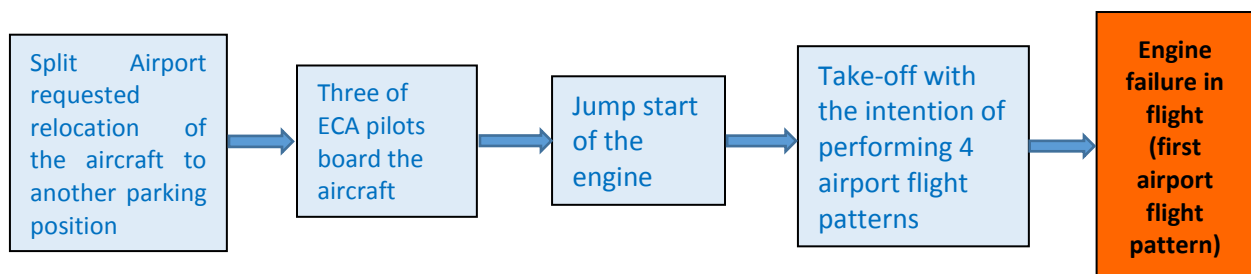 Split Airport
requested
relocation of
the aircraft to
another parking
position
Three of
ECA pilots
board the
aircraft
Jump start
of the
engine
Take-off with
the intention of
performing 4
airport flight
patterns
Engine
failure in
flight
(first
airport
flight
pattern)